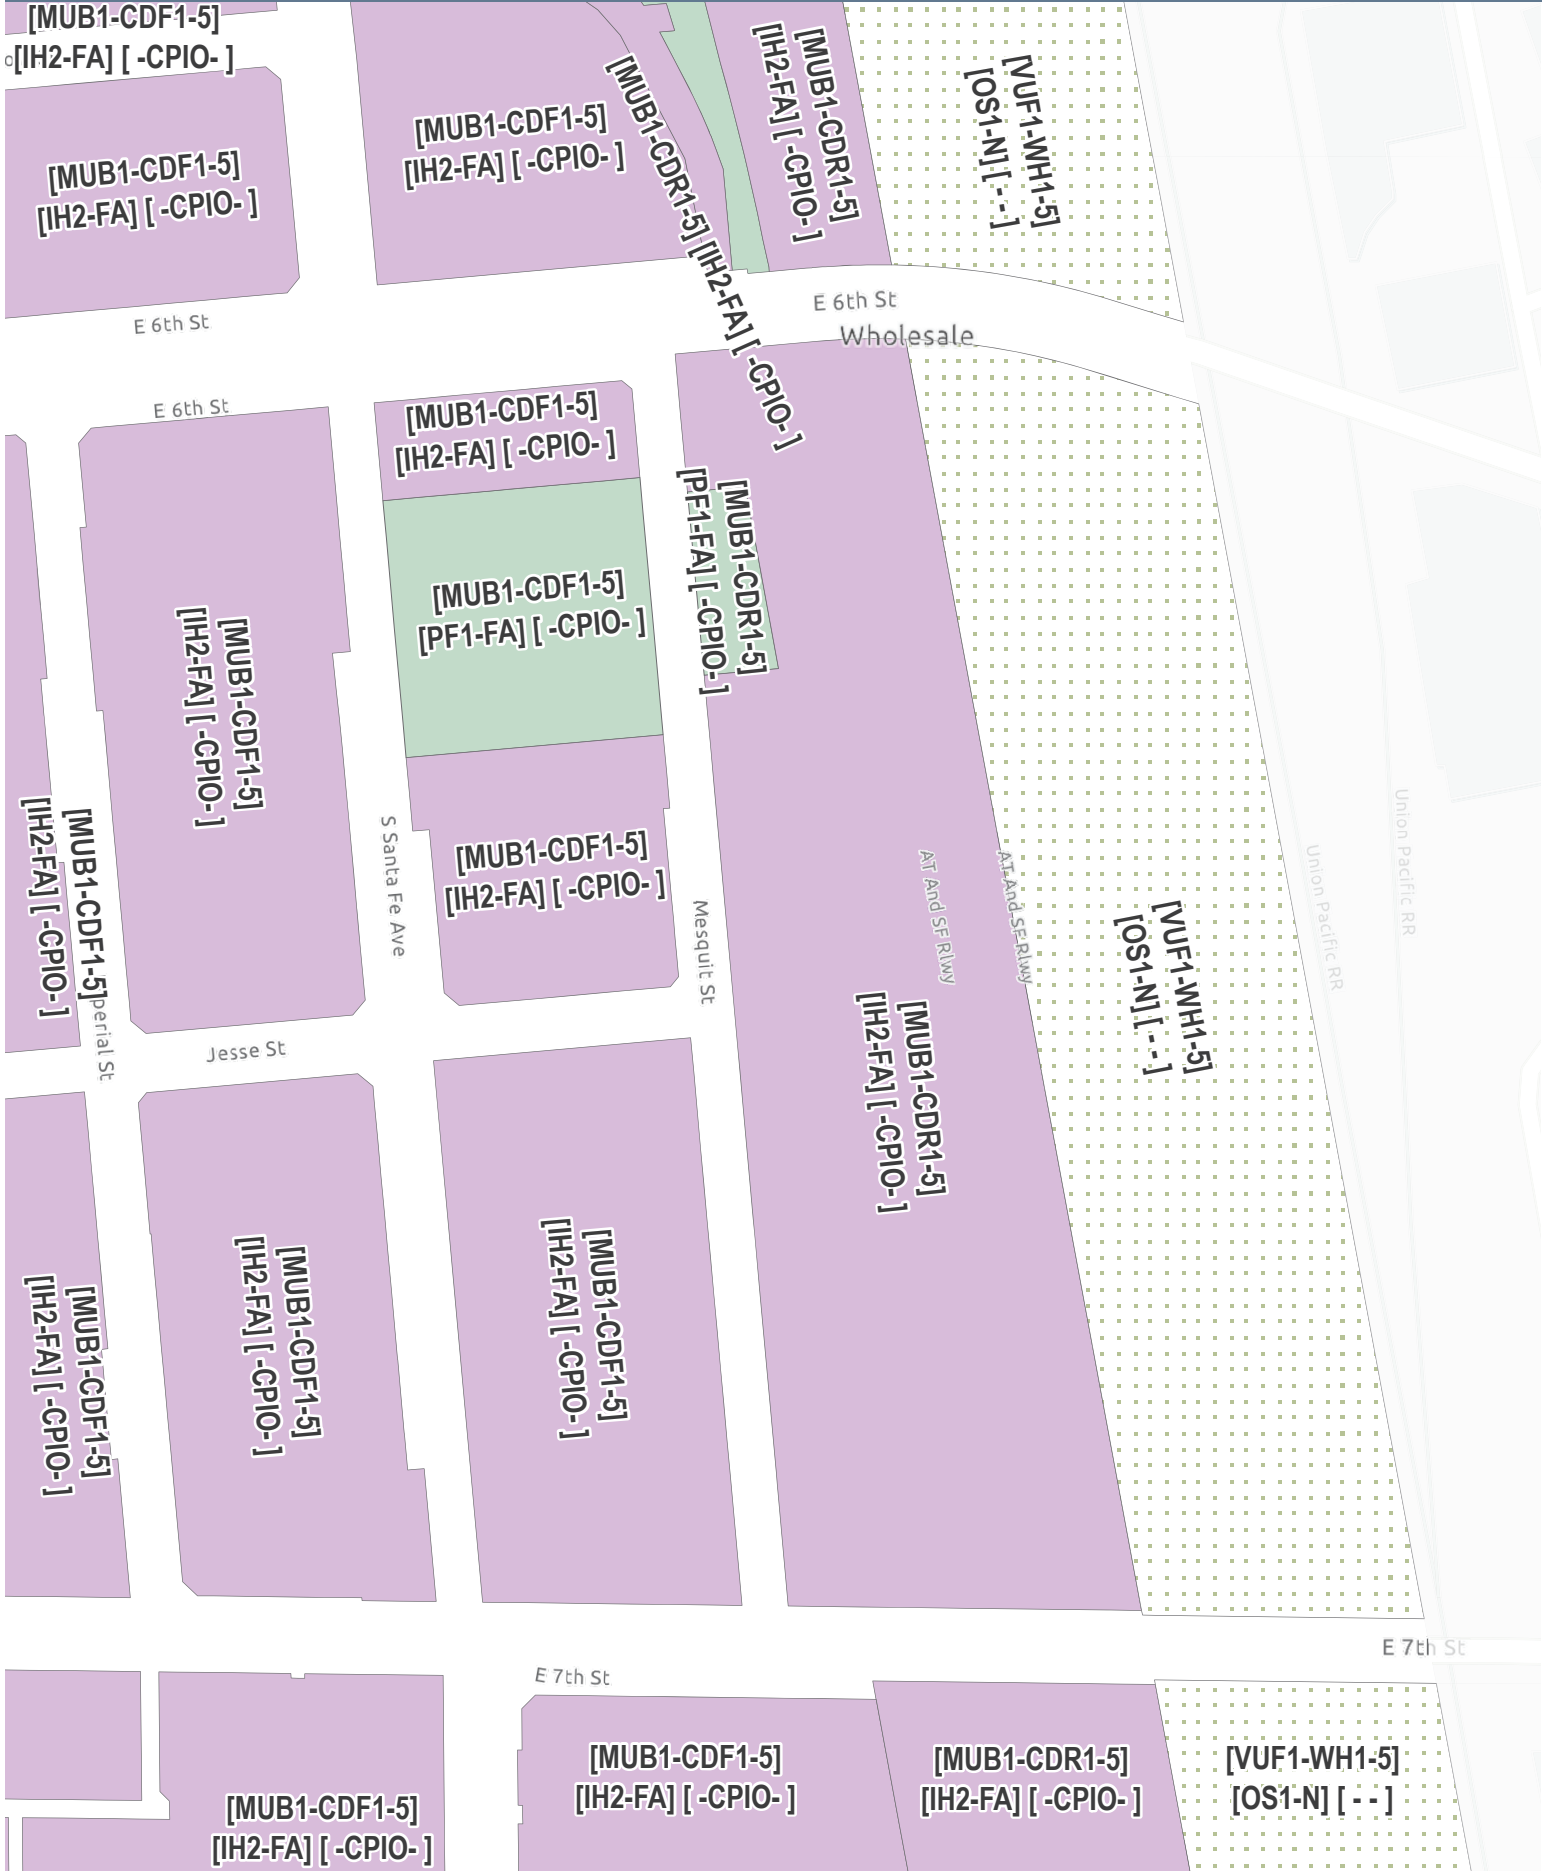 [MUB1-CDF1-5]
[IH2-FA] [ -CPIO- ]
[MUB1-CDF1-5]
[IH2-FA] [ -CPIO- ]
[MUB1-CDF1-5]
[IH2-FA] [ -CPIO- ]
[MUB1-CDR1-5] [IH2-FA] [ -CPIO- ]
[MUB1-CDR1-5]
[IH2-FA] [ -CPIO- ]
[VUF1-WH1-5]
[OS1-N] [ - - ]
E 6th St
E 6th St
Wholesale
E 6th St
[MUB1-CDF1-5]
[IH2-FA] [ -CPIO- ]
[MUB1-CDF1-5]
[PF1-FA] [ -CPIO- ]
[MUB1-CDR1-5]
[PF1-FA] [ -CPIO- ]
[MUB1-CDF1-5]
[IH2-FA] [ -CPIO- ]
[MUB1-CDF1-5]
[IH2-FA] [ -CPIO- ]
perial St
S Santa Fe Ave
[MUB1-CDF1-5]
[IH2-FA] [ -CPIO- ]
Mesquit St
AT And SF Rlwy
AT And SF Rlwy
Union Pacific RR
Union Pacific RR
[VUF1-WH1-5]
[OS1-N] [ - - ]
[MUB1-CDR1-5]
[IH2-FA] [ -CPIO- ]
Jesse St
[MUB1-CDF1-5]
[IH2-FA] [ -CPIO- ]
[MUB1-CDF1-5]
[IH2-FA] [ -CPIO- ]
[MUB1-CDF1-5]
[IH2-FA] [ -CPIO- ]
E 7th St
E 7th St
[MUB1-CDF1-5]
[IH2-FA] [ -CPIO- ]
[MUB1-CDF1-5]
[IH2-FA] [ -CPIO- ]
[MUB1-CDR1-5]
[IH2-FA] [ -CPIO- ]
[VUF1-WH1-5]
[OS1-N] [ - - ]